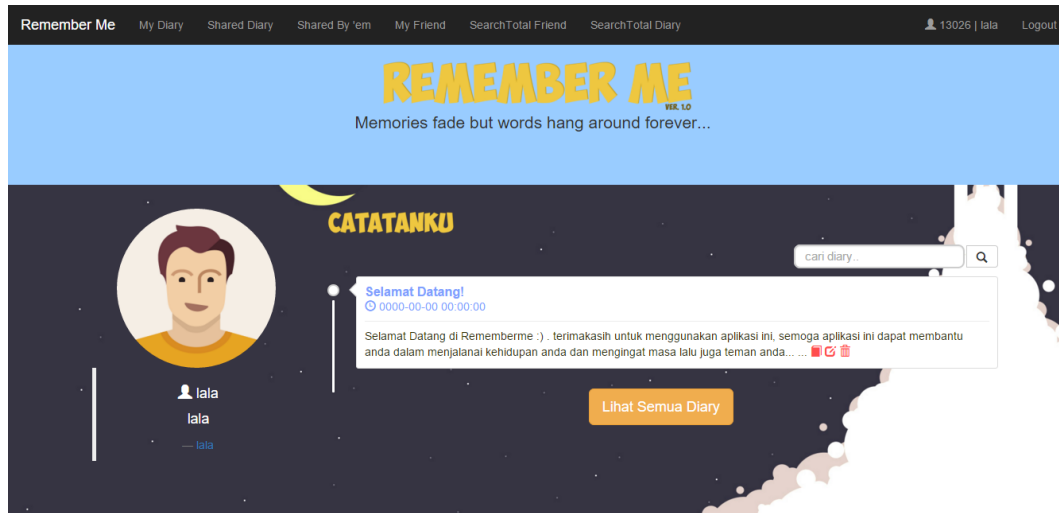 Remember Me My Diary Shared Diary Shared By 'em My Friend SearchTotal Friend SearchTotal Diary 13026 | lala Logout
REMEMBER ME
VER. 1.0
Memories fade but words hang around forever...
CATATANKU
cari diary..
Selamat Datang!
0000-00-00 00:00:00
Selamat Datang di Rememberme :) . terimakasih untuk menggunakan aplikasi ini, semoga aplikasi ini dapat membantu
anda dalam menjalanai kehidupan anda dan mengingat masa lalu juga teman anda... ...
lala
lala
— lala
Lihat Semua Diary